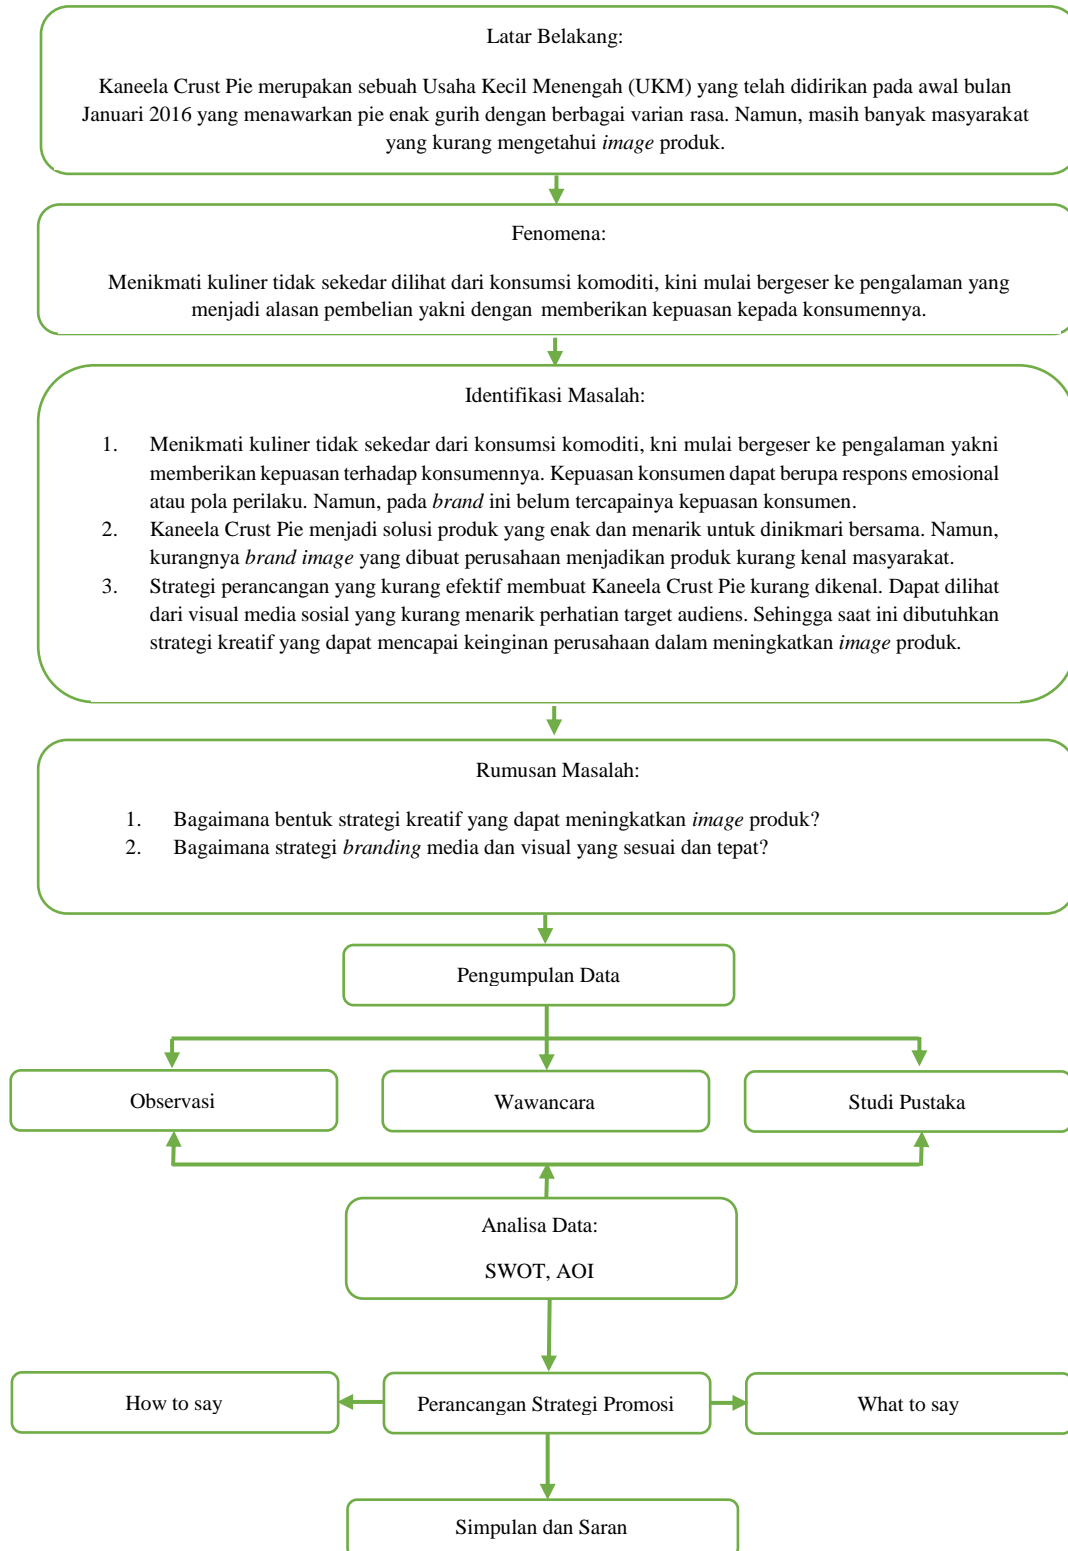 Latar Belakang:
Kaneela Crust Pie merupakan sebuah Usaha Kecil Menengah (UKM) yang telah didirikan pada awal bulan
Januari 2016 yang menawarkan pie enak gurih dengan berbagai varian rasa. Namun, masih banyak masyarakat
yang kurang mengetahui image produk.
Fenomena:
Menikmati kuliner tidak sekedar dilihat dari konsumsi komoditi, kini mulai bergeser ke pengalaman yang
menjadi alasan pembelian yakni dengan memberikan kepuasan kepada konsumennya.
Identifikasi Masalah:
1. Menikmati kuliner tidak sekedar dari konsumsi komoditi, kni mulai bergeser ke pengalaman yakni
memberikan kepuasan terhadap konsumennya. Kepuasan konsumen dapat berupa respons emosional
atau pola perilaku. Namun, pada brand ini belum tercapainya kepuasan konsumen.
2. Kaneela Crust Pie menjadi solusi produk yang enak dan menarik untuk dinikmari bersama. Namun,
kurangnya brand image yang dibuat perusahaan menjadikan produk kurang kenal masyarakat.
3. Strategi perancangan yang kurang efektif membuat Kaneela Crust Pie kurang dikenal. Dapat dilihat
dari visual media sosial yang kurang menarik perhatian target audiens. Sehingga saat ini dibutuhkan
strategi kreatif yang dapat mencapai keinginan perusahaan dalam meningkatkan image produk.
Rumusan Masalah:
1. Bagaimana bentuk strategi kreatif yang dapat meningkatkan image produk?
2. Bagaimana strategi branding media dan visual yang sesuai dan tepat?
Pengumpulan Data
Observasi
Wawancara
Studi Pustaka
Analisa Data:
SWOT, AOI
How to say
Perancangan Strategi Promosi
What to say
Simpulan dan Saran